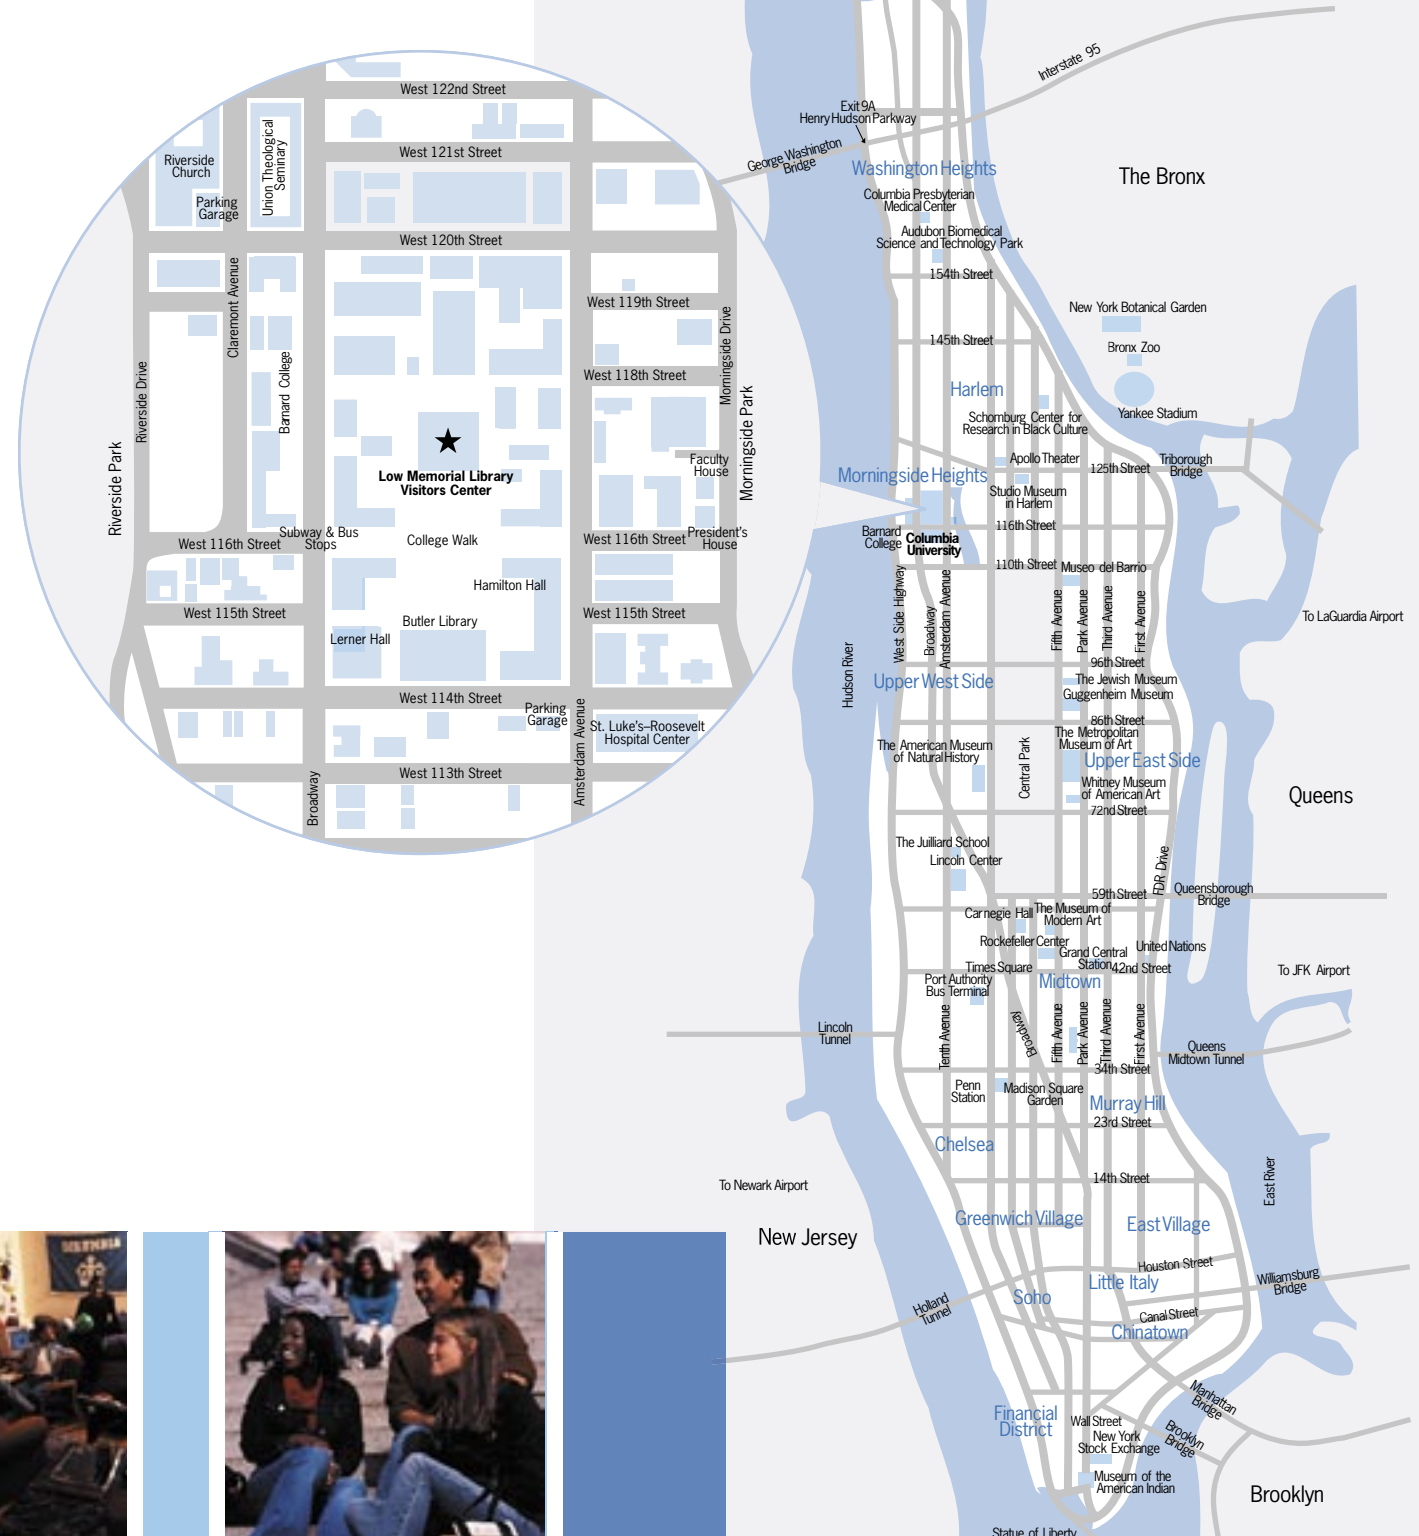 West 122nd Street
West 121st Street
Riverside
Church
Parking
Garage
Union Theological
Seminary
West 120th Street
Claremont Avenue
West 119th Street
Riverside Drive
Barnard College
West 118th Street
Morningside Drive
Morningside Park
Riverside Park
Low Memorial Library
Visitors Center
Faculty
House
Subway & Bus
Stops
West 116th Street
College Walk
West 116th Street
President's
House
Hamilton Hall
West 115th Street
Butler Library
West 115th Street
Lerner Hall
West 114th Street
Parking
Garage
Amsterdam Avenue
St. Luke's–Roosevelt
Hospital Center
West 113th Street
Broadway
Interstate 95
Exit 9A
Henry Hudson Parkway
George Washington
Bridge
Washington Heights
The Bronx
Columbia Presbyterian
Medical Center
Audubon Biomedical
Science and Technology Park
154th Street
New York Botanical Garden
145th Street
Bronx Zoo
Harlem
Yankee Stadium
Schomburg Center for
Research in Black Culture
Apollo Theater
125th Street
Triborough
Bridge
Morningside Heights
Studio Museum
in Harlem
116th Street
Barnard
College
Columbia
University
110th Street
Museo del Barrio
West Side Highway
Broadway
Amsterdam Avenue
Fifth Avenue
Park Avenue
Third Avenue
First Avenue
To LaGuardia Airport
Hudson River
96th Street
Upper West Side
The Jewish Museum
Guggenheim Museum
86th Street
The Metropolitan
Museum of Art
The American Museum
of Natural History
Central Park
Upper East Side
Whitney Museum
of American Art
Queens
72nd Street
The Juilliard School
Lincoln Center
FDR Drive
59th Street
Queensborough
Bridge
Carnegie Hall
The Museum of
Modern Art
Rockefeller Center
Grand Central
Station
United Nations
Times Square
42nd Street
To JFK Airport
Port Authority
Bus Terminal
Midtown
Lincoln
Tunnel
Tenth Avenue
Broadway
Fifth Avenue
Park Avenue
Third Avenue
First Avenue
Queens
Midtown Tunnel
34th Street
Penn
Station
Madison Square
Garden
Murray Hill
23rd Street
Chelsea
To Newark Airport
14th Street
East River
New Jersey
Greenwich Village
East Village
Houston Street
Little Italy
Williamsburg
Bridge
Soho
Holland
Tunnel
Canal Street
Chinatown
Manhattan
Bridge
Financial
District
Wall Street
New York
Stock Exchange
Brooklyn
Bridge
Museum of the
American Indian
Brooklyn
Statue of Liberty